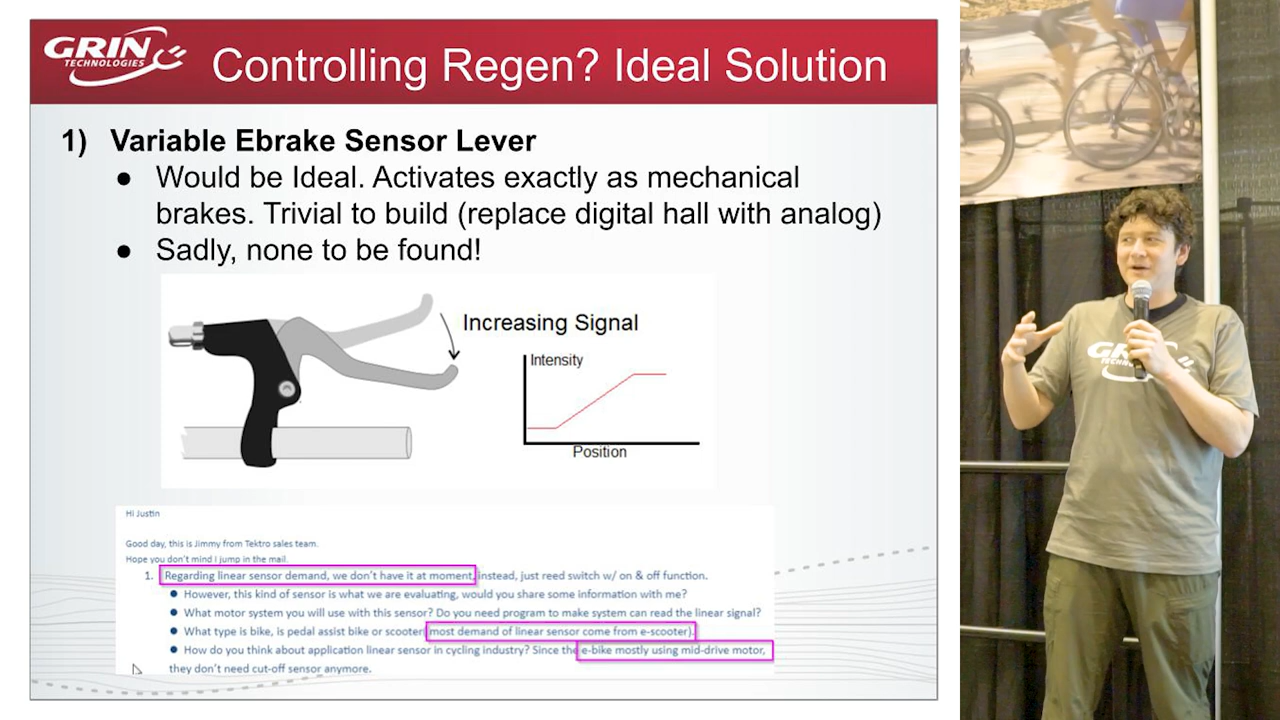 GRIN
TECHNOLOGIES
Controlling Regen? Ideal Solution
1) Variable Ebrake Sensor Lever
● Would be Ideal. Activates exactly as mechanical
brakes. Trivial to build (replace digital hall with analog)
● Sadly, none to be found!
Increasing Signal
Intensity
Position
Hi Justin
Good day, this is Jimmy from Tektro sales team.
Hope you don't mind I jump in the mail.
1. Regarding linear sensor demand, we don't have it at moment, instead, just reed switch w/ on & off function.
● However, this kind of sensor is what we are evaluating, would you share some information with me?
● What motor system you will use with this sensor? Do you need program to make system can read the linear signal?
● What type is bike, is pedal assist bike or scooter( most demand of linear sensor come from e-scooter).
● How do you think about application linear sensor in cycling industry? Since the e-bike mostly using mid-drive motor,
they don't need cut-off sensor anymore.
GRIN